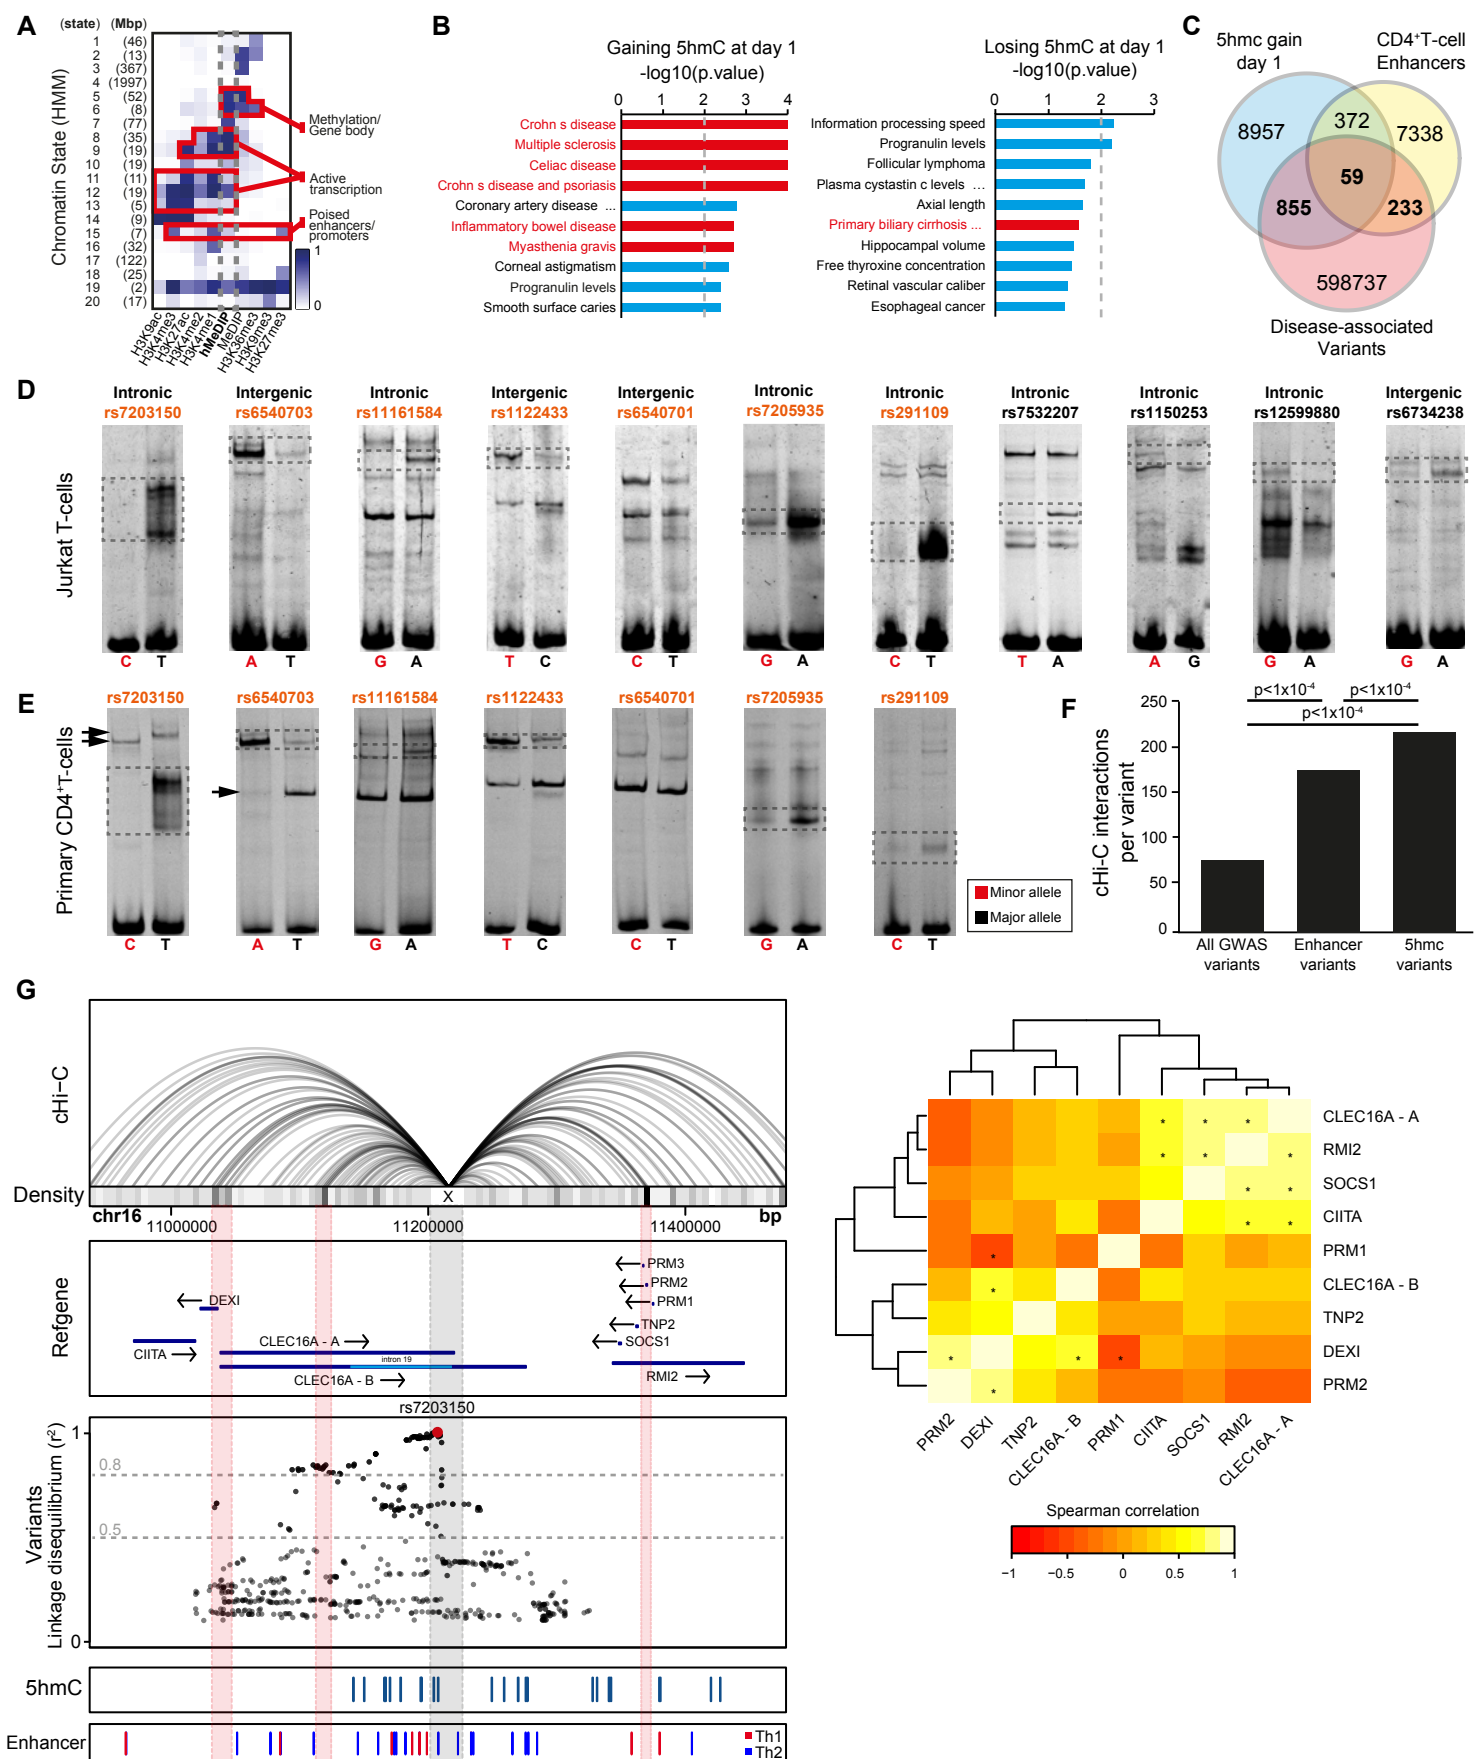 A
(state) (Mbp)
Chromatin State (HMM)
1 (46)
2 (13)
3 (367)
4 (1997)
5 (52)
6 (8)
7 (77)
8 (35)
9 (19)
10 (19)
11 (11)
12 (19)
13 (5)
14 (9)
15 (7)
16 (32)
17 (122)
18 (25)
19 (2)
20 (17)
Methylation/
Gene body
Active
transcription
Poised
enhancers/
promoters
1
0
H3K9ac
H3K4me3
H3K27ac
H3K4me2
H3K4me1
hMeDIP
MeDIP
H3K36me3
H3K9me3
H3K27me3
B
Gaining 5hmC at day 1
-log10(p.value)
0 1 2 3 4
Crohn s disease
Multiple sclerosis
Celiac disease
Crohn s disease and psoriasis
Coronary artery disease ...
Inflammatory bowel disease
Myasthenia gravis
Corneal astigmatism
Progranulin levels
Smooth surface caries
Losing 5hmC at day 1
-log10(p.value)
0 1 2 3
Information processing speed
Progranulin levels
Follicular lymphoma
Plasma cystastin c levels ...
Axial length
Primary biliary cirrhosis ...
Hippocampal volume
Free thyroxine concentration
Retinal vascular caliber
Esophageal cancer
C
5hmc gain
day 1
CD4+T-cell
Enhancers
8957
372
7338
59
855
233
598737
Disease-associated
Variants
D
Jurkat T-cells
Intronic Intergenic Intronic Intergenic Intergenic Intronic Intronic Intronic Intronic Intronic Intergenic
rs7203150 rs6540703 rs11161584 rs1122433 rs6540701 rs7205935 rs291109 rs7532207 rs1150253 rs12599880 rs6734238
C T A T G A T C C T G A C T T A A G G A G A
E
Primary CD4+T-cells
rs7203150 rs6540703 rs11161584 rs1122433 rs6540701 rs7205935 rs291109
C T A T G A T C C T G A C T
Minor allele
Major allele
F
cHi-C interactions
per variant
p<1x10-4 p<1x10-4
p<1x10-4
250
200
150
100
50
0
All GWAS
variants
Enhancer
variants
5hmc
variants
G
cHi-C
Density
X
chr16 bp
11000000 11200000 11400000
Refgene
PRM3
PRM2
DEXI
PRM1
TNP2
CLEC16A - A
SOCS1
CIITA
intron 19
CLEC16A - B
RMI2
rs7203150
Variants
Linkage disequilibrium (r2)
1
0.8
0.5
0
5hmC
Enhancer
Th1
Th2
CLEC16A - A
RMI2
SOCS1
CIITA
PRM1
CLEC16A - B
TNP2
DEXI
PRM2
PRM2
DEXI
TNP2
CLEC16A - B
PRM1
CIITA
SOCS1
RMI2
CLEC16A - A
Spearman correlation
−1 −0.5 0 0.5 1